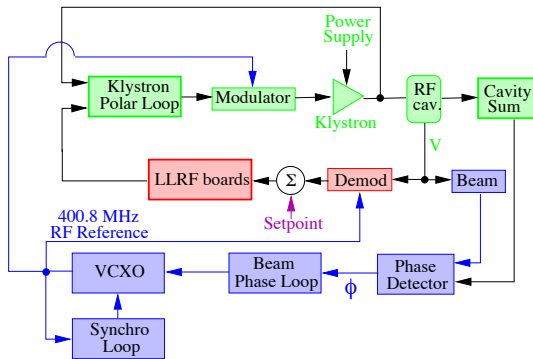 Power
Supply
Klystron
Polar Loop
Modulator
Klystron
RF
cav.
Cavity
Sum
V
LLRF boards
Σ
Demod
Beam
Setpoint
400.8 MHz
RF Reference
VCXO
Beam
Phase Loop
ϕ
Phase
Detector
Synchro
Loop